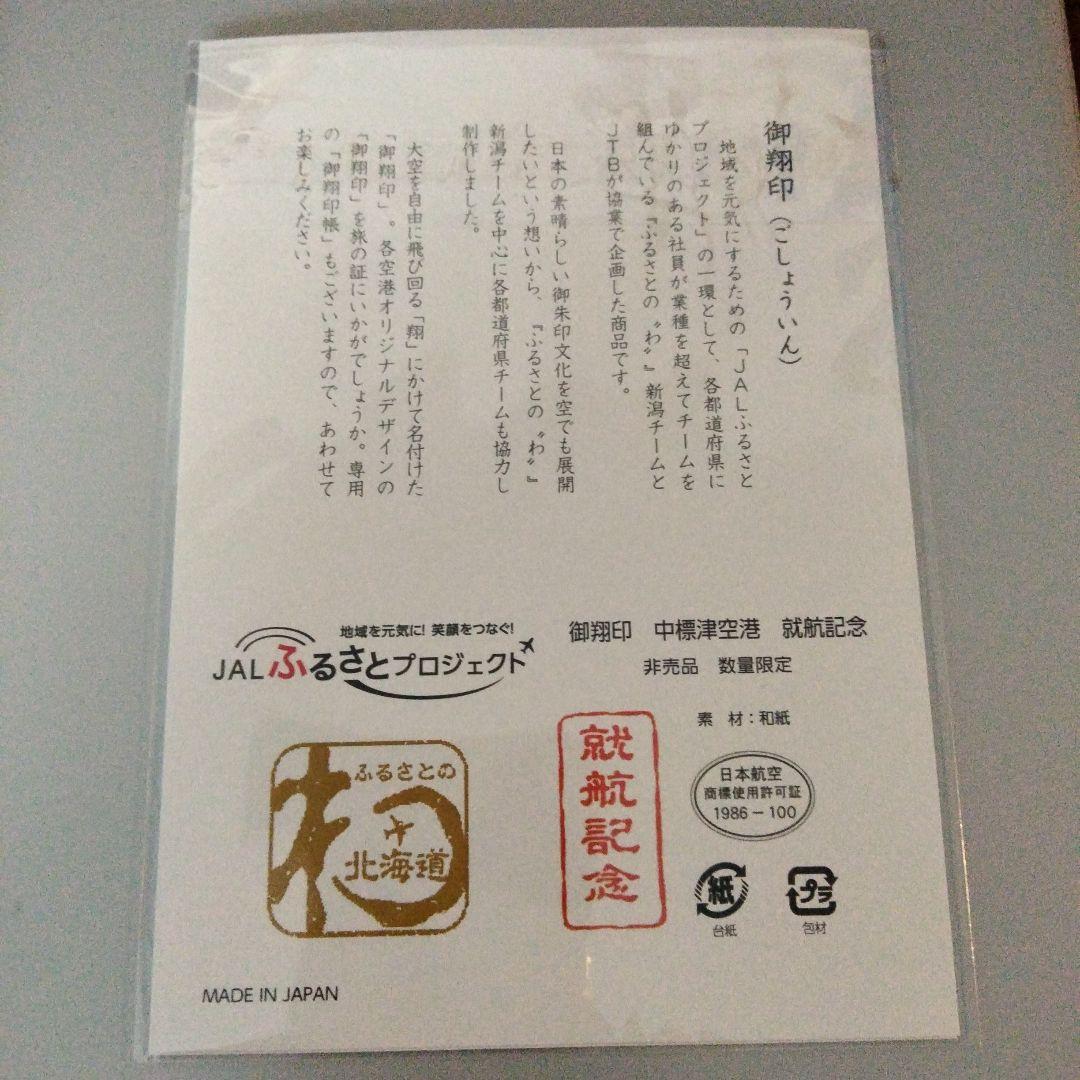 御翔印（ごしょういん）
地域を元気にするための「JALふるさと
プロジェクト」の一環として、各都道府県に
ゆかりのある社員が業種を超えてチームを
組んでいる『ふるさとの〝わ〟』新潟チームと
JTBが協業で企画した商品です。
日本の素晴らしい御朱印文化を空でも展開
したいという想いから、『ふるさとの〝わ〟』
新潟チームを中心に各都道府県チームも協力し
制作しました。
大空を自由に飛び回る「翔」にかけて名付けた
「御翔印」。各空港オリジナルデザインの
「御翔印」を旅の証にいかがでしょうか。専用
の「御翔印帳」もございますので、あわせて
お楽しみください。
地域を元気に! 笑顔をつなぐ!
JALふるさとプロジェクト
御翔印　中標津空港　就航記念
非売品　数量限定
素　材：和紙
ふるさとの
和
北海道
就航記念
日本航空
商標使用許可証
1986－100
紙
台紙
プラ
包材
MADE IN JAPAN